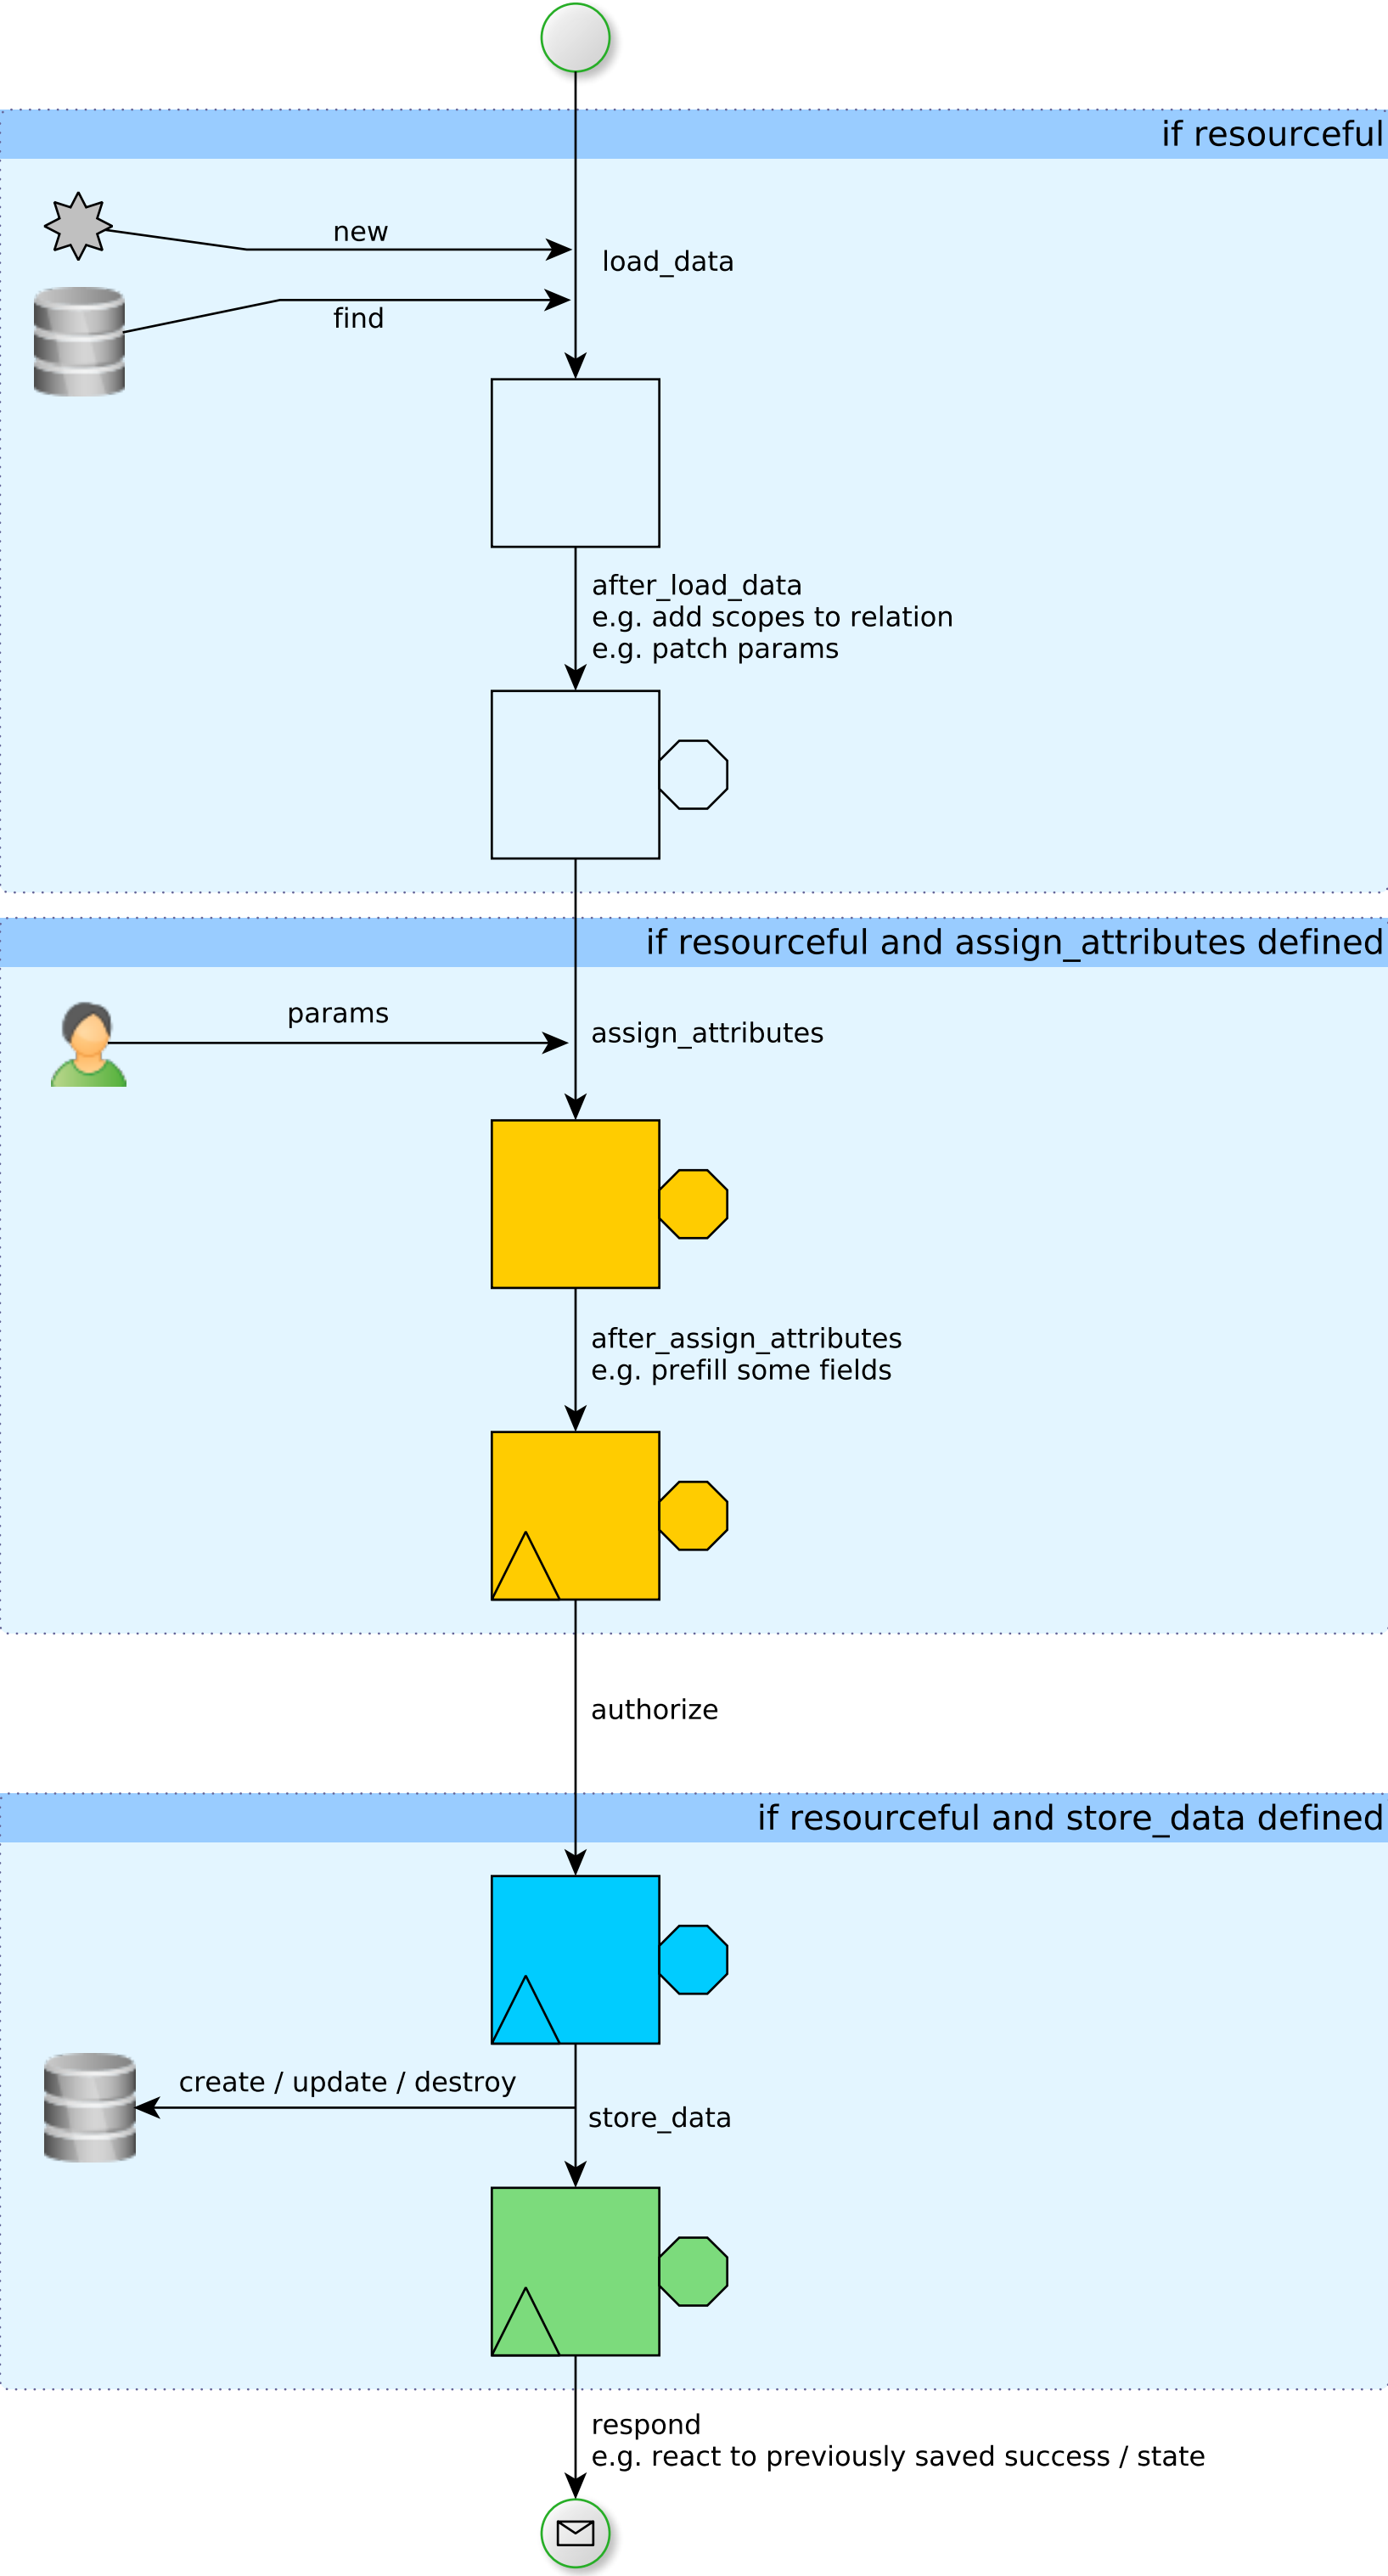 if resourceful
new
load_data
find
after_load_data
e.g. add scopes to relation
e.g. patch params
if resourceful and assign_attributes defined
params
assign_attributes
after_assign_attributes
e.g. prefill some fields
authorize
if resourceful and store_data defined
create / update / destroy
store_data
respond
e.g. react to previously saved success / state